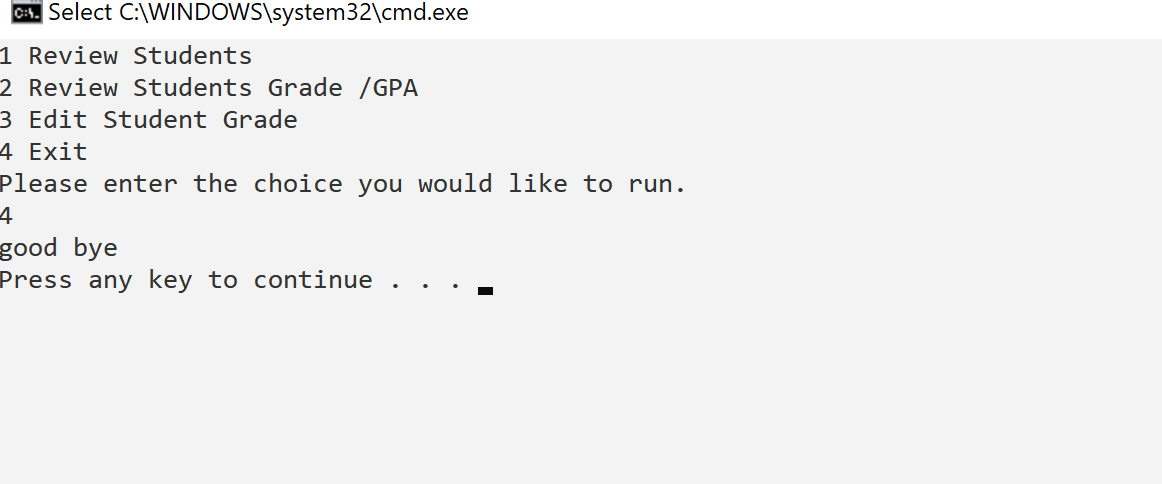 Select C:\WINDOWS\system32\cmd.exe
1 Review Students
2 Review Students Grade /GPA
3 Edit Student Grade
4 Exit
Please enter the choice you would like to run.
4
good bye
Press any key to continue . . .